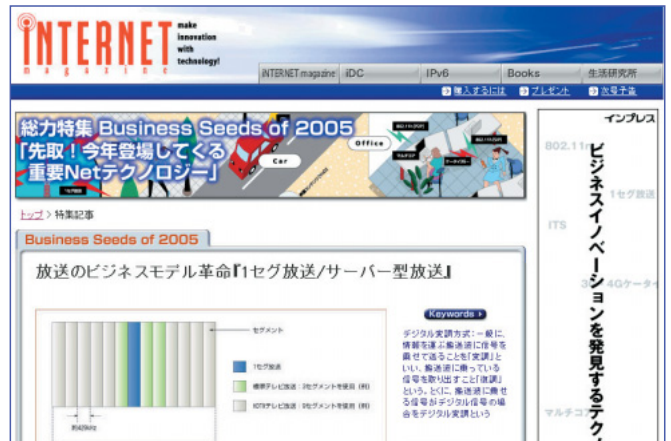 INTERNET
magazine
make
innovation
with
technology!
INTERNET magazine
iDC
IPv6
Books
生活研究所
購入するには
プレゼント
次号予告
総力特集 Business Seeds of 2005
「先取！今年登場してくる
重要Netテクノロジー」
Car
Office
マルチコア
トップ > 特集記事
Business Seeds of 2005
放送のビジネスモデル革命『1セグ放送/サーバー型放送』
セグメント
1セグ放送
標準テレビ放送：3セグメントを使用（例）
HDTVテレビ放送：9セグメントを使用（例）
約429kHz
Keywords
デジタル変調方式：一般に、
情報を運ぶ搬送波に信号を
乗せて送ることを「変調」と
いい、搬送波に乗っている
信号を取り出すこと「復調」
という。とくに、搬送波に乗せ
る信号がデジタル信号の場
合をデジタル変調という
インプレス
ビジネスイノベーションを発見するテク
802.11n
1セグ放送
ITS
4Gケータイ
マルチコア